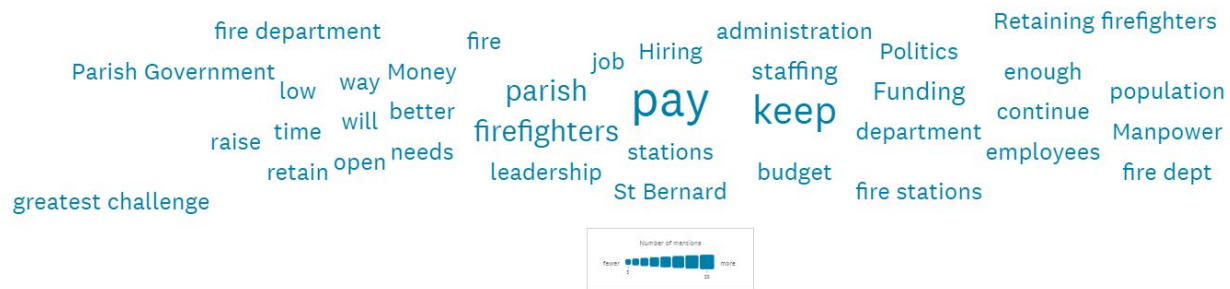 Retaining firefighters
fire department
administration
fire
Hiring
Politics
job
Parish Government
way
Money
staffing
enough
low
parish
pay
Funding
population
keep
better
continue
will
time
firefighters
department
Manpower
raise
open
needs
stations
employees
retain
leadership
budget
fire dept
St Bernard
fire stations
greatest challenge
Number of mentions
fewer
more